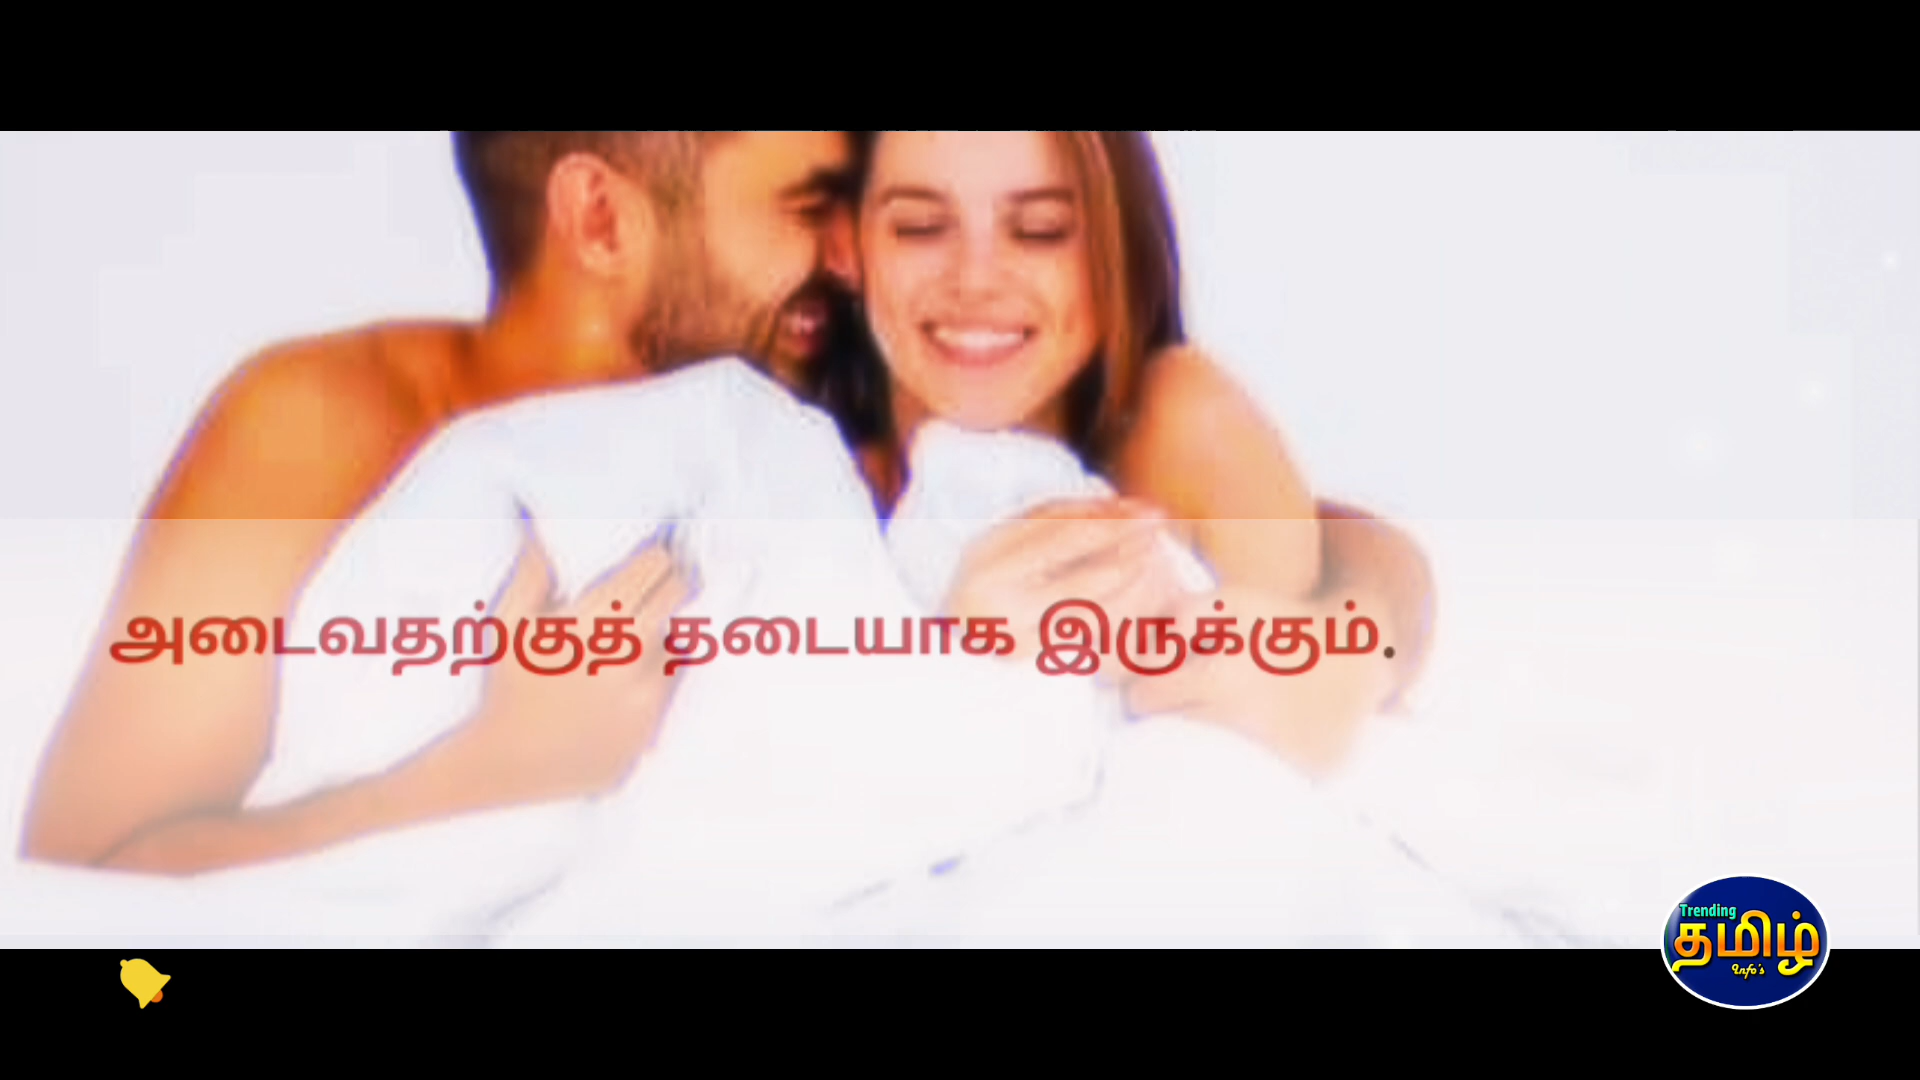 அடைவதற்குத் தடையாக இருக்கும்.
Trending
தமிழ்
Info's